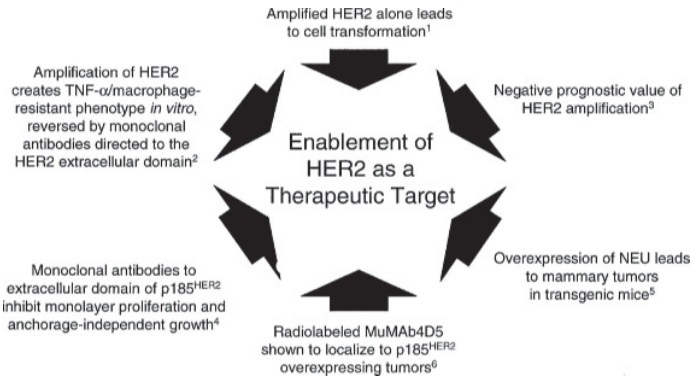 Amplified HER2 alone leads
to cell transformation¹
Amplification of HER2
creates TNF-α/macrophage-
resistant phenotype in vitro,
reversed by monoclonal
antibodies directed to the
HER2 extracellular domain²
Negative prognostic value of
HER2 amplification³
Enablement of
HER2 as a
Therapeutic Target
Monoclonal antibodies to
extracellular domain of p185ᴴᴱᴿ²
inhibit monolayer proliferation and
anchorage-independent growth⁴
Overexpression of NEU leads
to mammary tumors
in transgenic mice⁵
Radiolabeled MuMAb4D5
shown to localize to p185ᴴᴱᴿ²
overexpressing tumors⁶